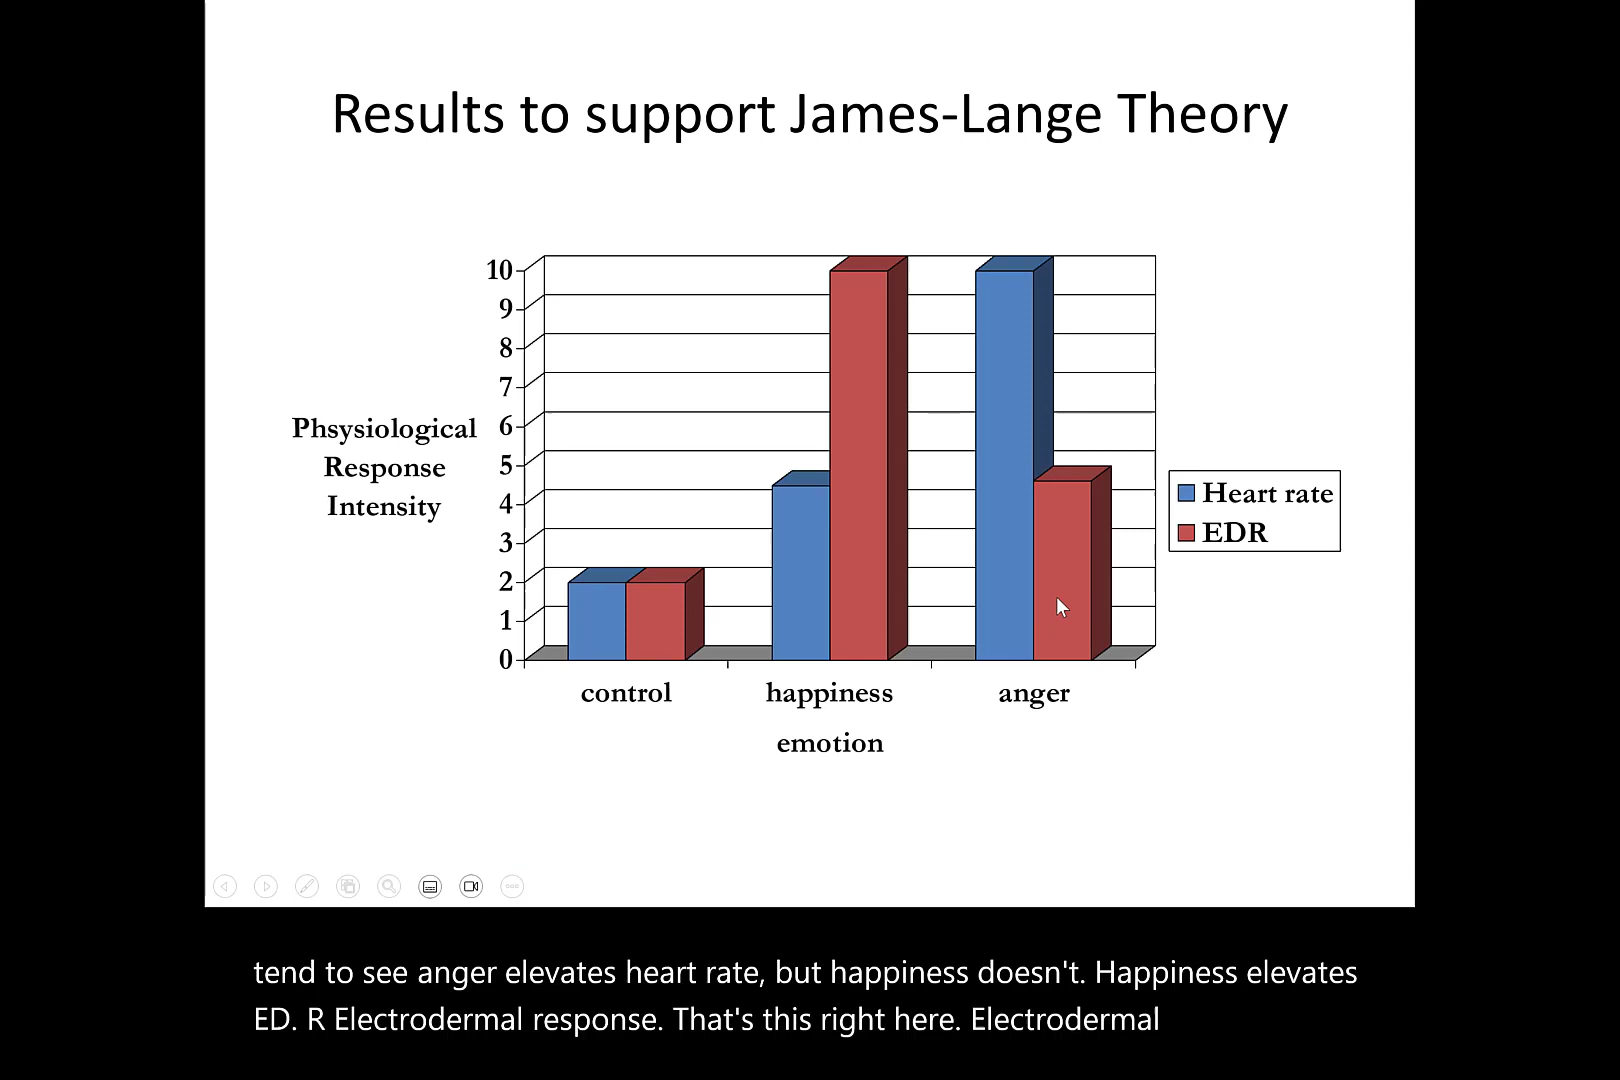 Results to support James-Lange Theory
10
9
8
7
6
5
4
3
2
1
0
Phsysiological
Response
Intensity
control
happiness
anger
emotion
Heart rate
EDR
tend to see anger elevates heart rate, but happiness doesn't. Happiness elevates
ED. R Electrodermal response. That's this right here. Electrodermal